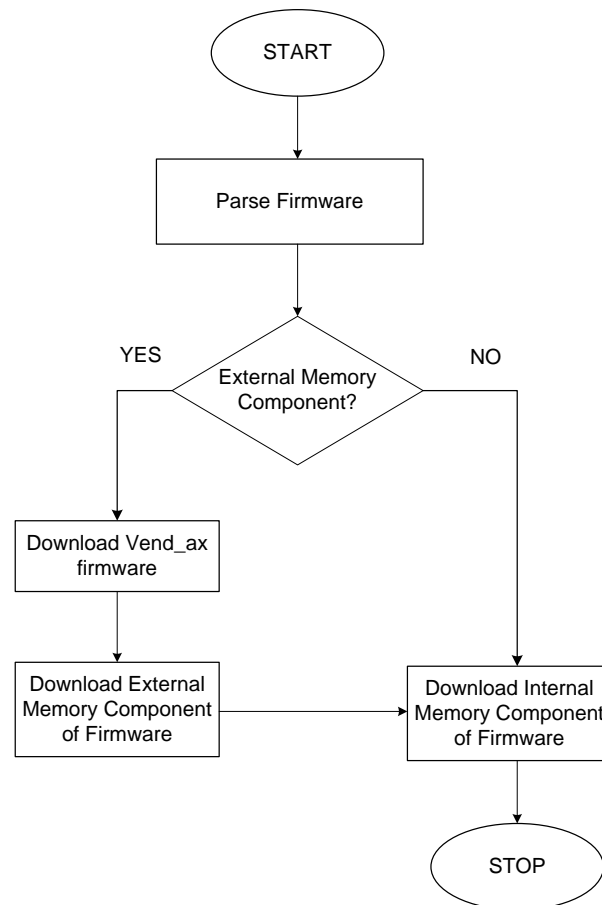 START
Parse Firmware
YES
NO
External Memory
Component?
Download Vend_ax
firmware
Download External
Memory Component
of Firmware
Download Internal
Memory Component
of Firmware
STOP